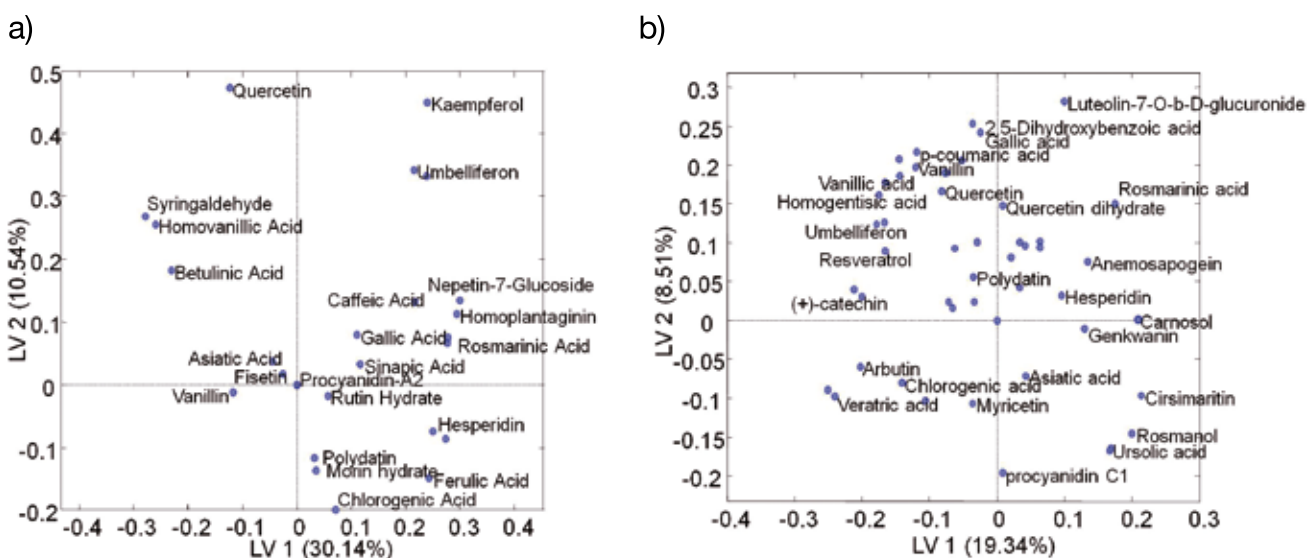 a)
0.5
0.4
0.3
0.2
0.1
0
-0.1
-0.2
LV 2 (10.54%)
Quercetin
Kaempferol
Umbelliferon
Syringaldehyde
Homovanillic Acid
Betulinic Acid
Nepetin-7-Glucoside
Caffeic Acid
Homoplantaginin
Gallic Acid
Rosmarinic Acid
Asiatic Acid
Sinapic Acid
Fisetin
Procyanidin-A2
Vanillin
Rutin Hydrate
Hesperidin
Polydatin
Morin hydrate
Ferulic Acid
Chlorogenic Acid
-0.4 -0.3 -0.2 -0.1 0 0.1 0.2 0.3 0.4
LV 1 (30.14%)
b)
0.3
0.25
0.2
0.15
0.1
0.05
0
-0.05
-0.1
-0.15
-0.2
LV 2 (8.51%)
Luteolin-7-O-b-D-glucuronide
2,5-Dihydroxybenzoic acid
Gallic acid
p-coumaric acid
Vanillin
Vanillic acid
Quercetin
Rosmarinic acid
Homogentisic acid
Quercetin dihydrate
Umbelliferon
Resveratrol
Anemosapogein
Polydatin
Hesperidin
(+)-catechin
Carnosol
Genkwanin
Arbutin
Asiatic acid
Chlorogenic acid
Cirsimaritin
Veratric acid
Myricetin
Rosmanol
Ursolic acid
procyanidin C1
-0.4 -0.3 -0.2 -0.1 0 0.1 0.2 0.3
LV 1 (19.34%)